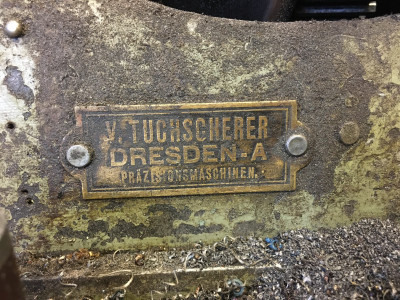 V. TUCHSCHERER
DRESDEN-A
PRÄZISIONSMASCHINEN.